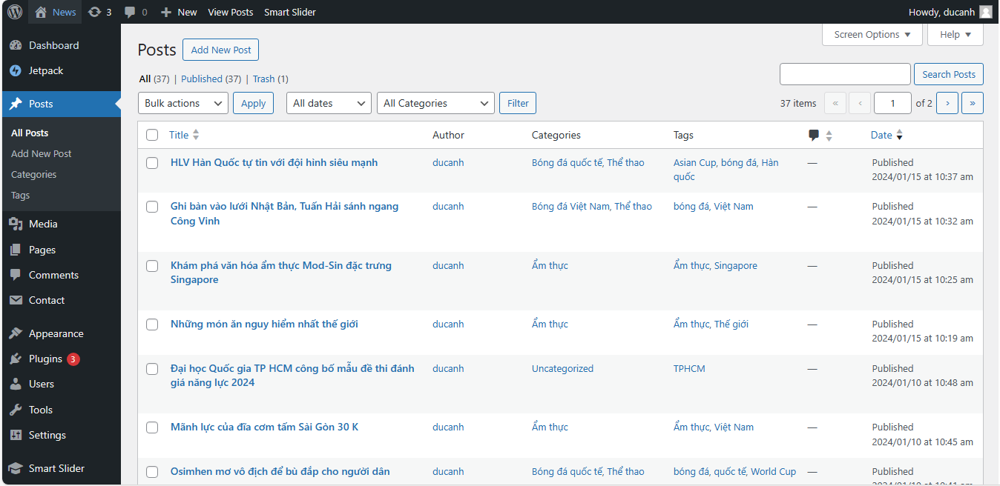 News 3 0 New View Posts Smart Slider Howdy, ducanh
Screen Options Help
Dashboard
Jetpack
Posts
All Posts
Add New Post
Categories
Tags
Media
Pages
Comments
Contact
Appearance
Plugins 3
Users
Tools
Settings
Smart Slider
Posts Add New Post
All (37) | Published (37) | Trash (1)
Search Posts
Bulk actions Apply All dates All Categories Filter 37 items « ‹ 1 of 2 › »
Title Author Categories Tags Date
HLV Hàn Quốc tự tin với đội hình siêu mạnh ducanh Bóng đá quốc tế, Thể thao Asian Cup, bóng đá, Hàn — Published
quốc 2024/01/15 at 10:37 am
Ghi bàn vào lưới Nhật Bản, Tuấn Hải sánh ngang ducanh Bóng đá Việt Nam, Thể thao bóng đá, Việt Nam — Published
Công Vinh 2024/01/15 at 10:32 am
Khám phá văn hóa ẩm thực Mod-Sin đặc trưng ducanh Ẩm thực Ẩm thực, Singapore — Published
Singapore 2024/01/15 at 10:25 am
Những món ăn nguy hiểm nhất thế giới ducanh Ẩm thực Ẩm thực, Thế giới — Published
2024/01/15 at 10:19 am
Đại học Quốc gia TP HCM công bố mẫu đề thi đánh ducanh Uncategorized TPHCM — Published
giá năng lực 2024 2024/01/10 at 10:48 am
Mãnh lực của đĩa cơm tấm Sài Gòn 30 K ducanh Ẩm thực Ẩm thực, Việt Nam — Published
2024/01/10 at 10:45 am
Osimhen mơ vô địch để bù đắp cho người dân ducanh Bóng đá quốc tế, Thể thao bóng đá, quốc tế, World Cup — Published